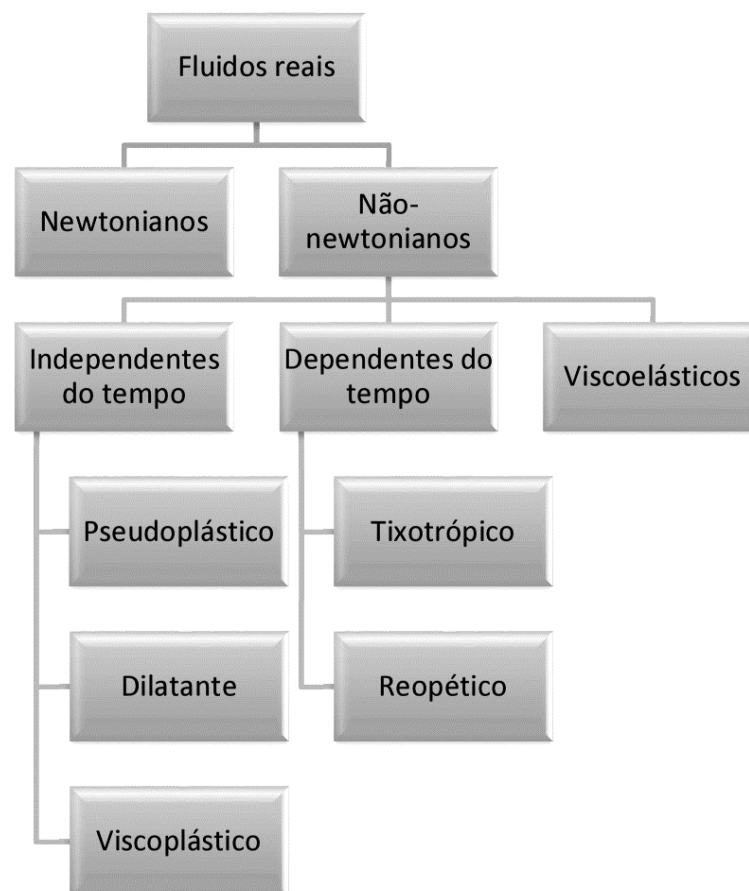 Fluidos reais
Newtonianos
Não-
newtonianos
Independentes
do tempo
Dependentes do
tempo
Viscoelásticos
Pseudoplástico
Tixotrópico
Dilatante
Reopético
Viscoplástico